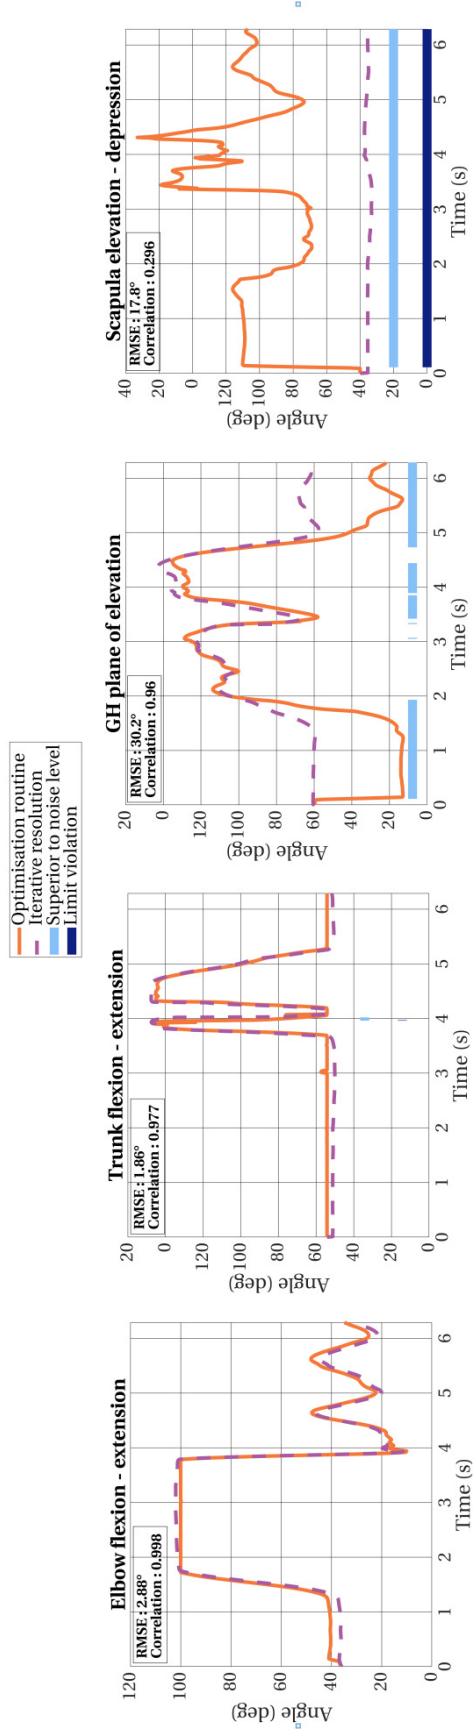 Optimisation routine
Iterative resolution
Superior to noise level
Limit violation
Elbow flexion - extension
RMSE : 2.88°
Correlation : 0.998
Angle (deg)
120
100
80
60
40
20
0
0 1 2 3 4 5 6
Time (s)
Trunk flexion - extension
RMSE : 1.86°
Correlation : 0.977
Angle (deg)
20
0
120
100
80
60
40
20
0
0 1 2 3 4 5 6
Time (s)
GH plane of elevation
RMSE : 30.2°
Correlation : 0.96
Angle (deg)
20
0
120
100
80
60
40
20
0
0 1 2 3 4 5 6
Time (s)
Scapula elevation - depression
RMSE : 17.8°
Correlation : 0.296
Angle (deg)
40
20
0
120
100
80
60
40
20
0
0 1 2 3 4 5 6
Time (s)